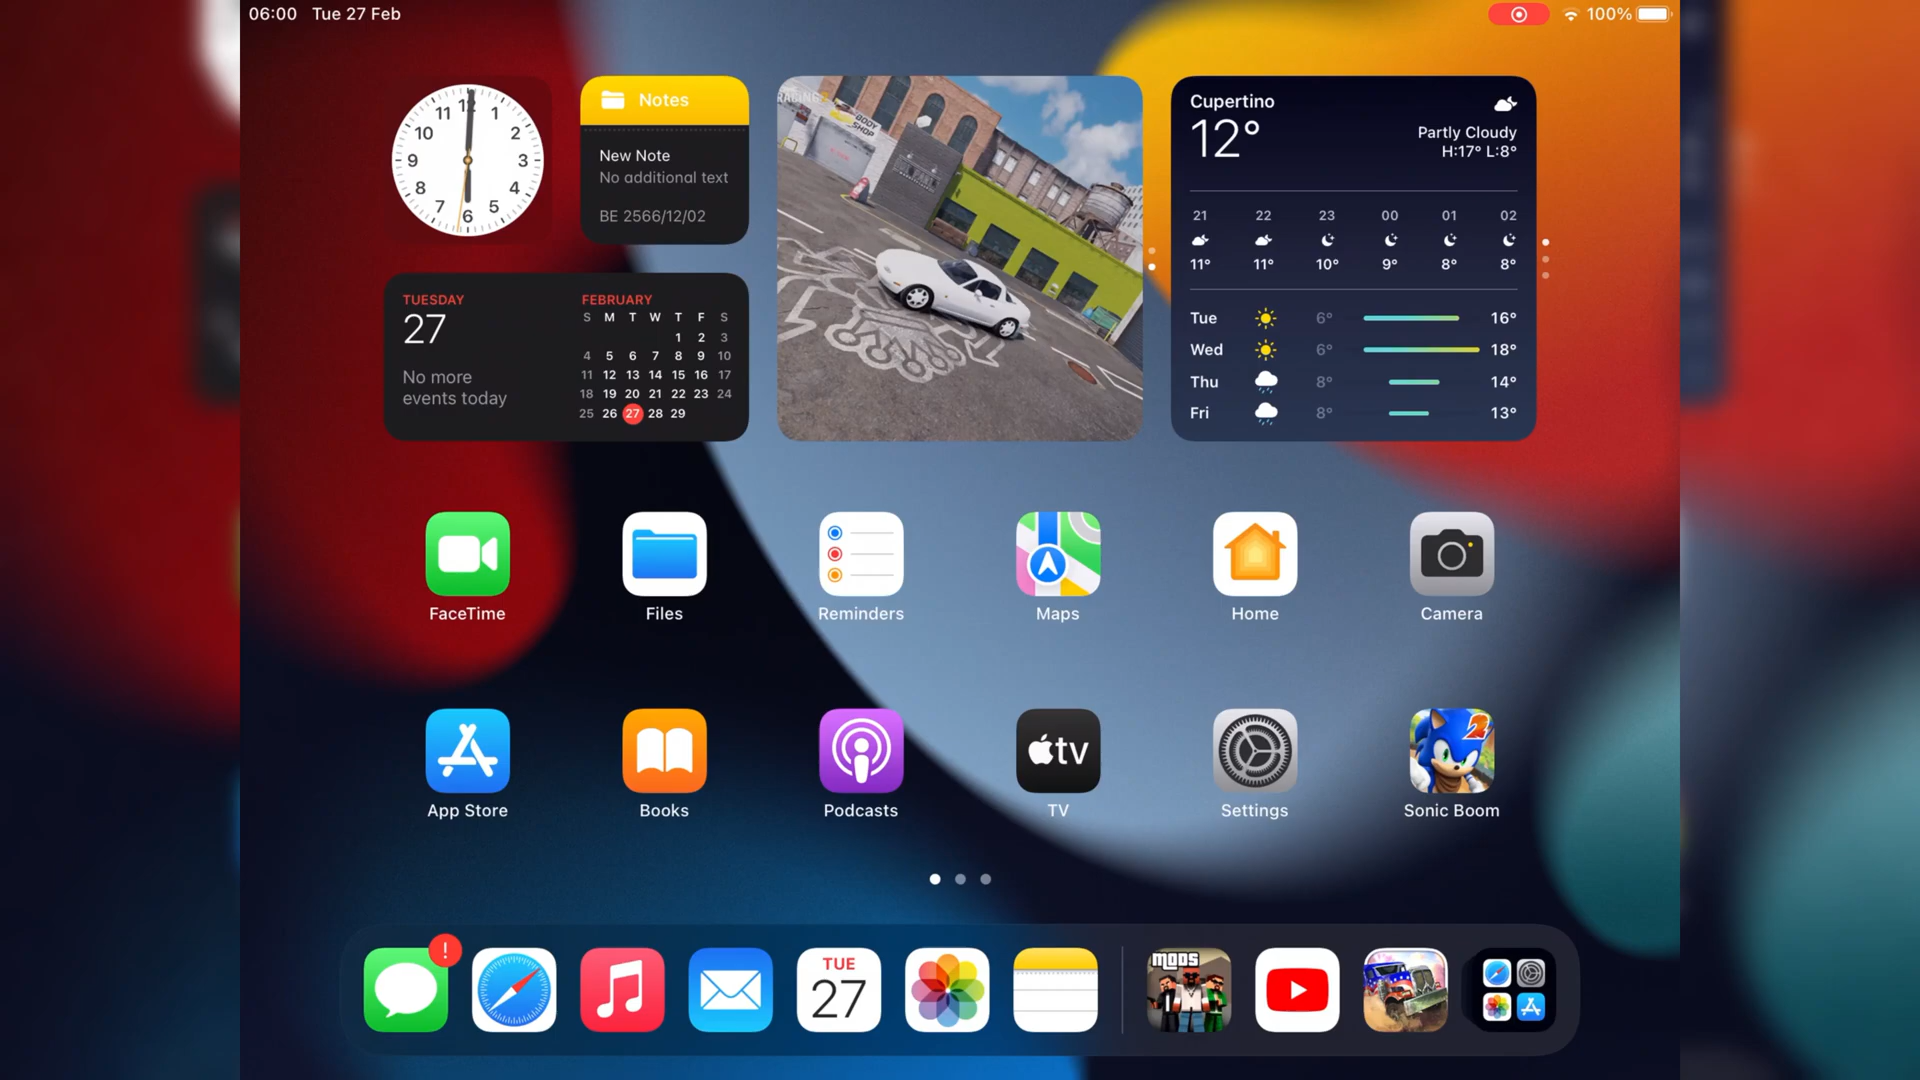 06:00 Tue 27 Feb
100%
12
1
2
3
4
5
6
7
8
9
10
11
Notes
New Note
No additional text
BE 2566/12/02
RACING
BODY
SHOP
Cupertino
12°
Partly Cloudy
H:17° L:8°
21 22 23 00 01 02
11° 11° 10° 9° 8° 8°
Tue 6° 16°
Wed 6° 18°
Thu 8° 14°
Fri 8° 13°
TUESDAY
27
No more
events today
FEBRUARY
S M T W T F S
1 2 3
4 5 6 7 8 9 10
11 12 13 14 15 16 17
18 19 20 21 22 23 24
25 26 27 28 29
FaceTime Files Reminders Maps Home Camera
tv
2
App Store Books Podcasts TV Settings Sonic Boom
!
TUE
27
MODS